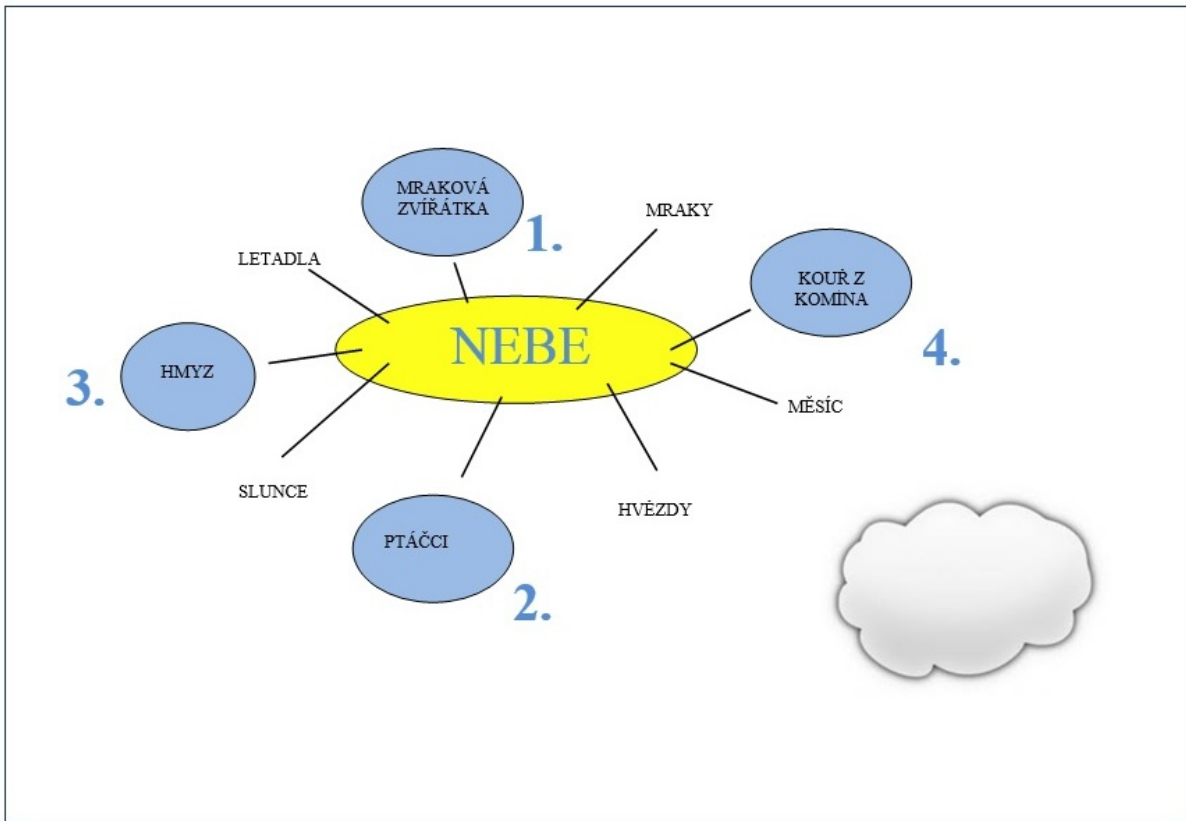 MRAKOVÁ
ZVÍŘÁTKA
1.
MRAKY
LETADLA
KOUŘ Z
KOMÍNA
4.
NEBE
HMYZ
3.
MĚSÍC
SLUNCE
HVĚZDY
PTÁČCI
2.